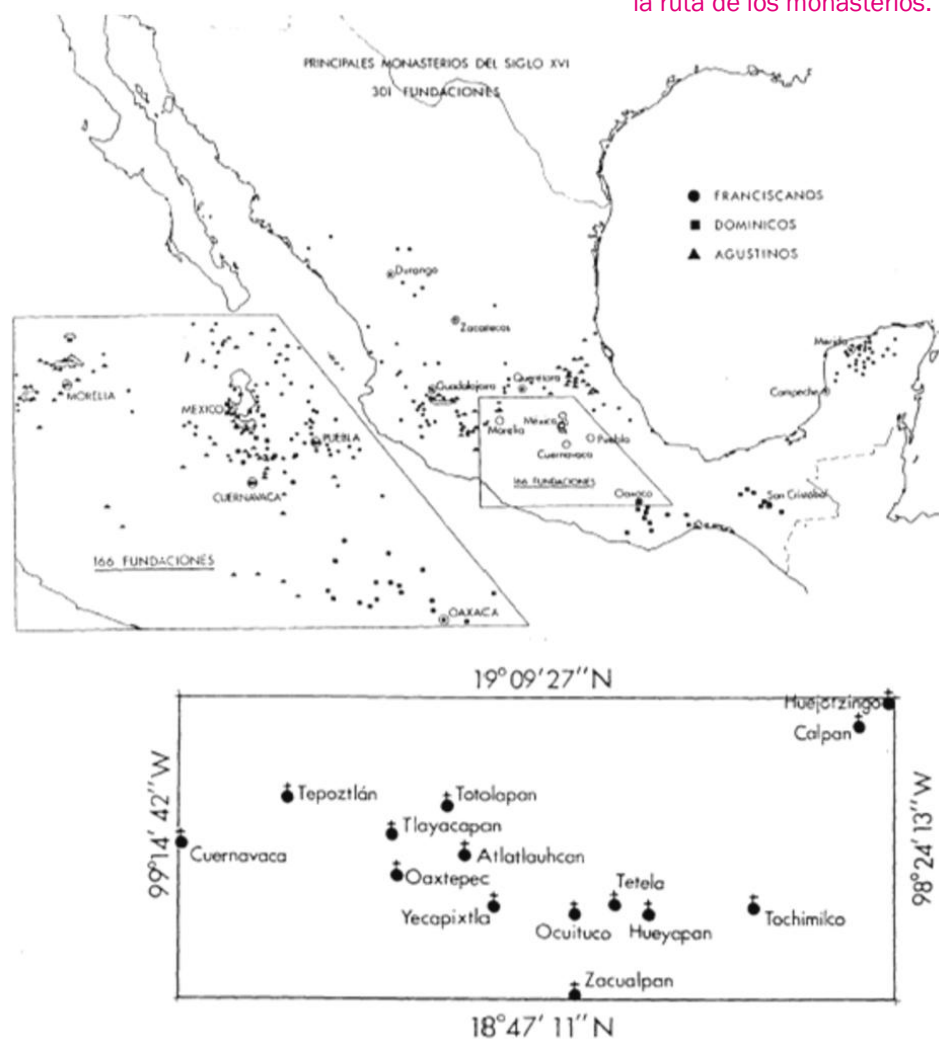 la ruta de los monasterios.
PRINCIPALES MONASTERIOS DEL SIGLO XVI
301 FUNDACIONES
● FRANCISCANOS
■ DOMINICOS
▲ AGUSTINOS
Durango
Zacatecas
Guadalajara
Querétaro
Morelia
México
Puebla
Cuernavaca
166 FUNDACIONES
Oaxaca
San Cristóbal
Mérida
Campeche
MORELIA
MEXICO
PUEBLA
CUERNAVACA
166 FUNDACIONES
OAXACA
19°09'27"N
Huejotzingo
Calpan
Tepoztlán
Totolapan
Tlayacapan
99°14'42"W
98°24'13"W
Cuernavaca
Atlatlauhcan
Oaxtepec
Tetela
Yecapixtla
Ocuituco
Hueyapan
Tochimilco
Zacualpan
18°47'11"N